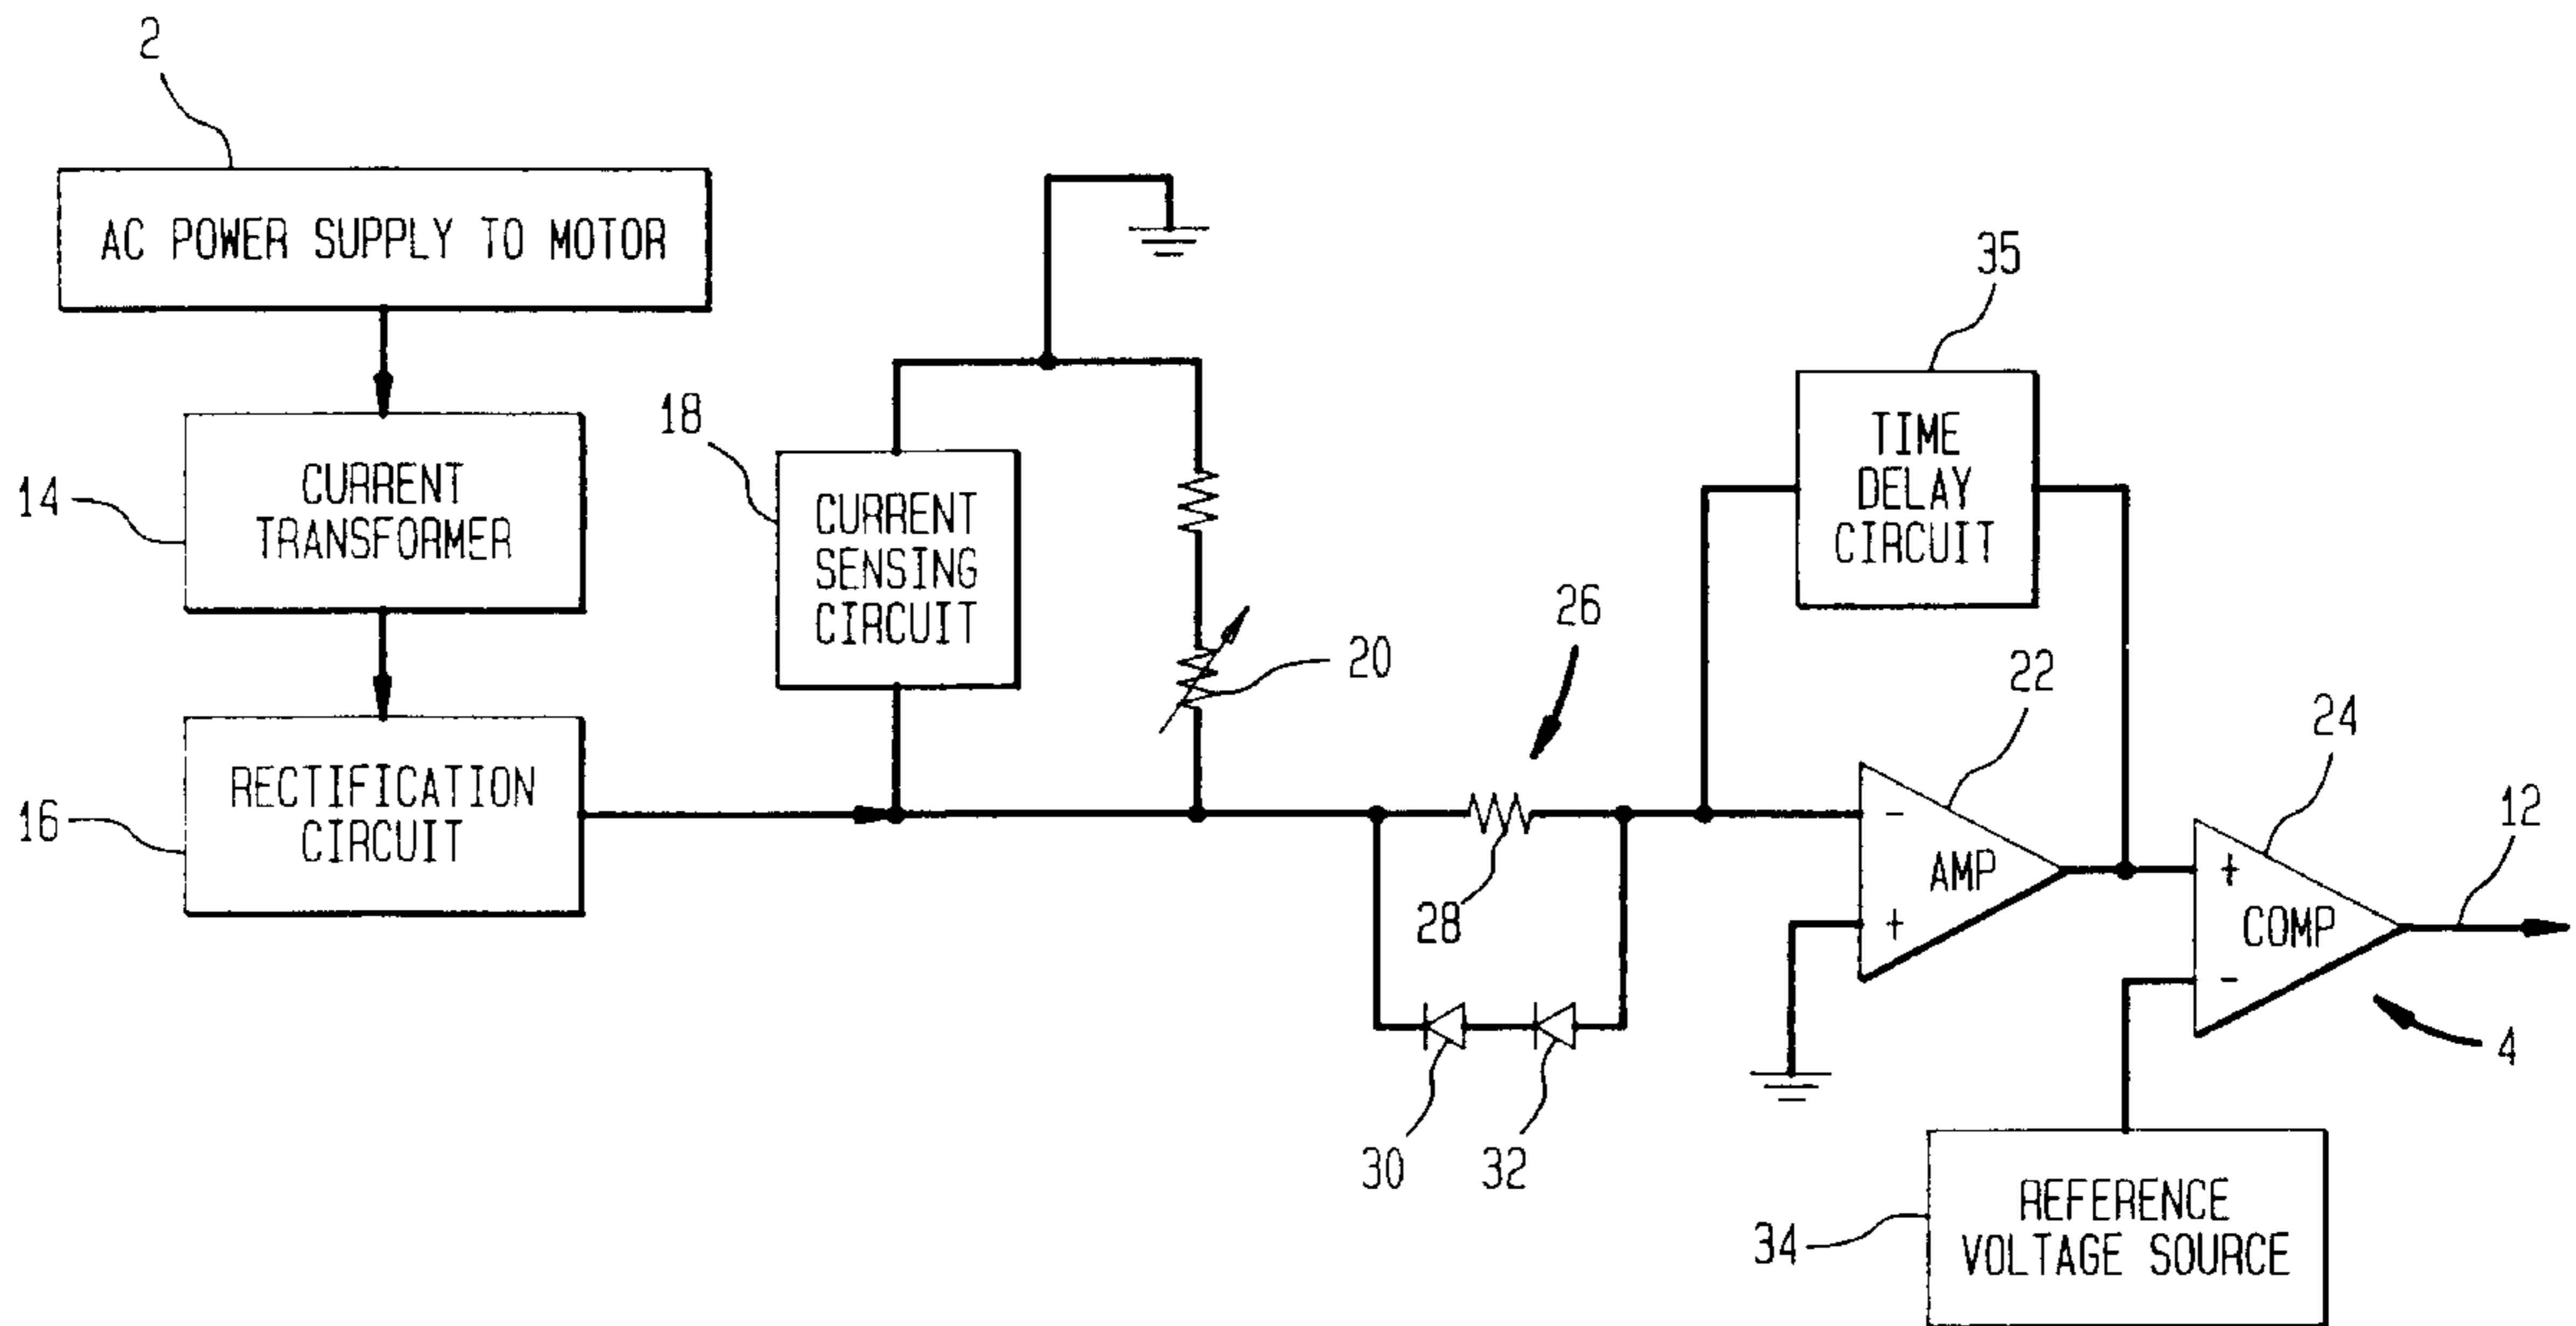 2
AC POWER SUPPLY TO MOTOR
14
CURRENT
TRANSFORMER
16
RECTIFICATION
CIRCUIT
18
CURRENT
SENSING
CIRCUIT
20
26
28
30
32
35
TIME
DELAY
CIRCUIT
22
-
AMP
+
24
+
COMP
-
12
4
34
REFERENCE
VOLTAGE SOURCE